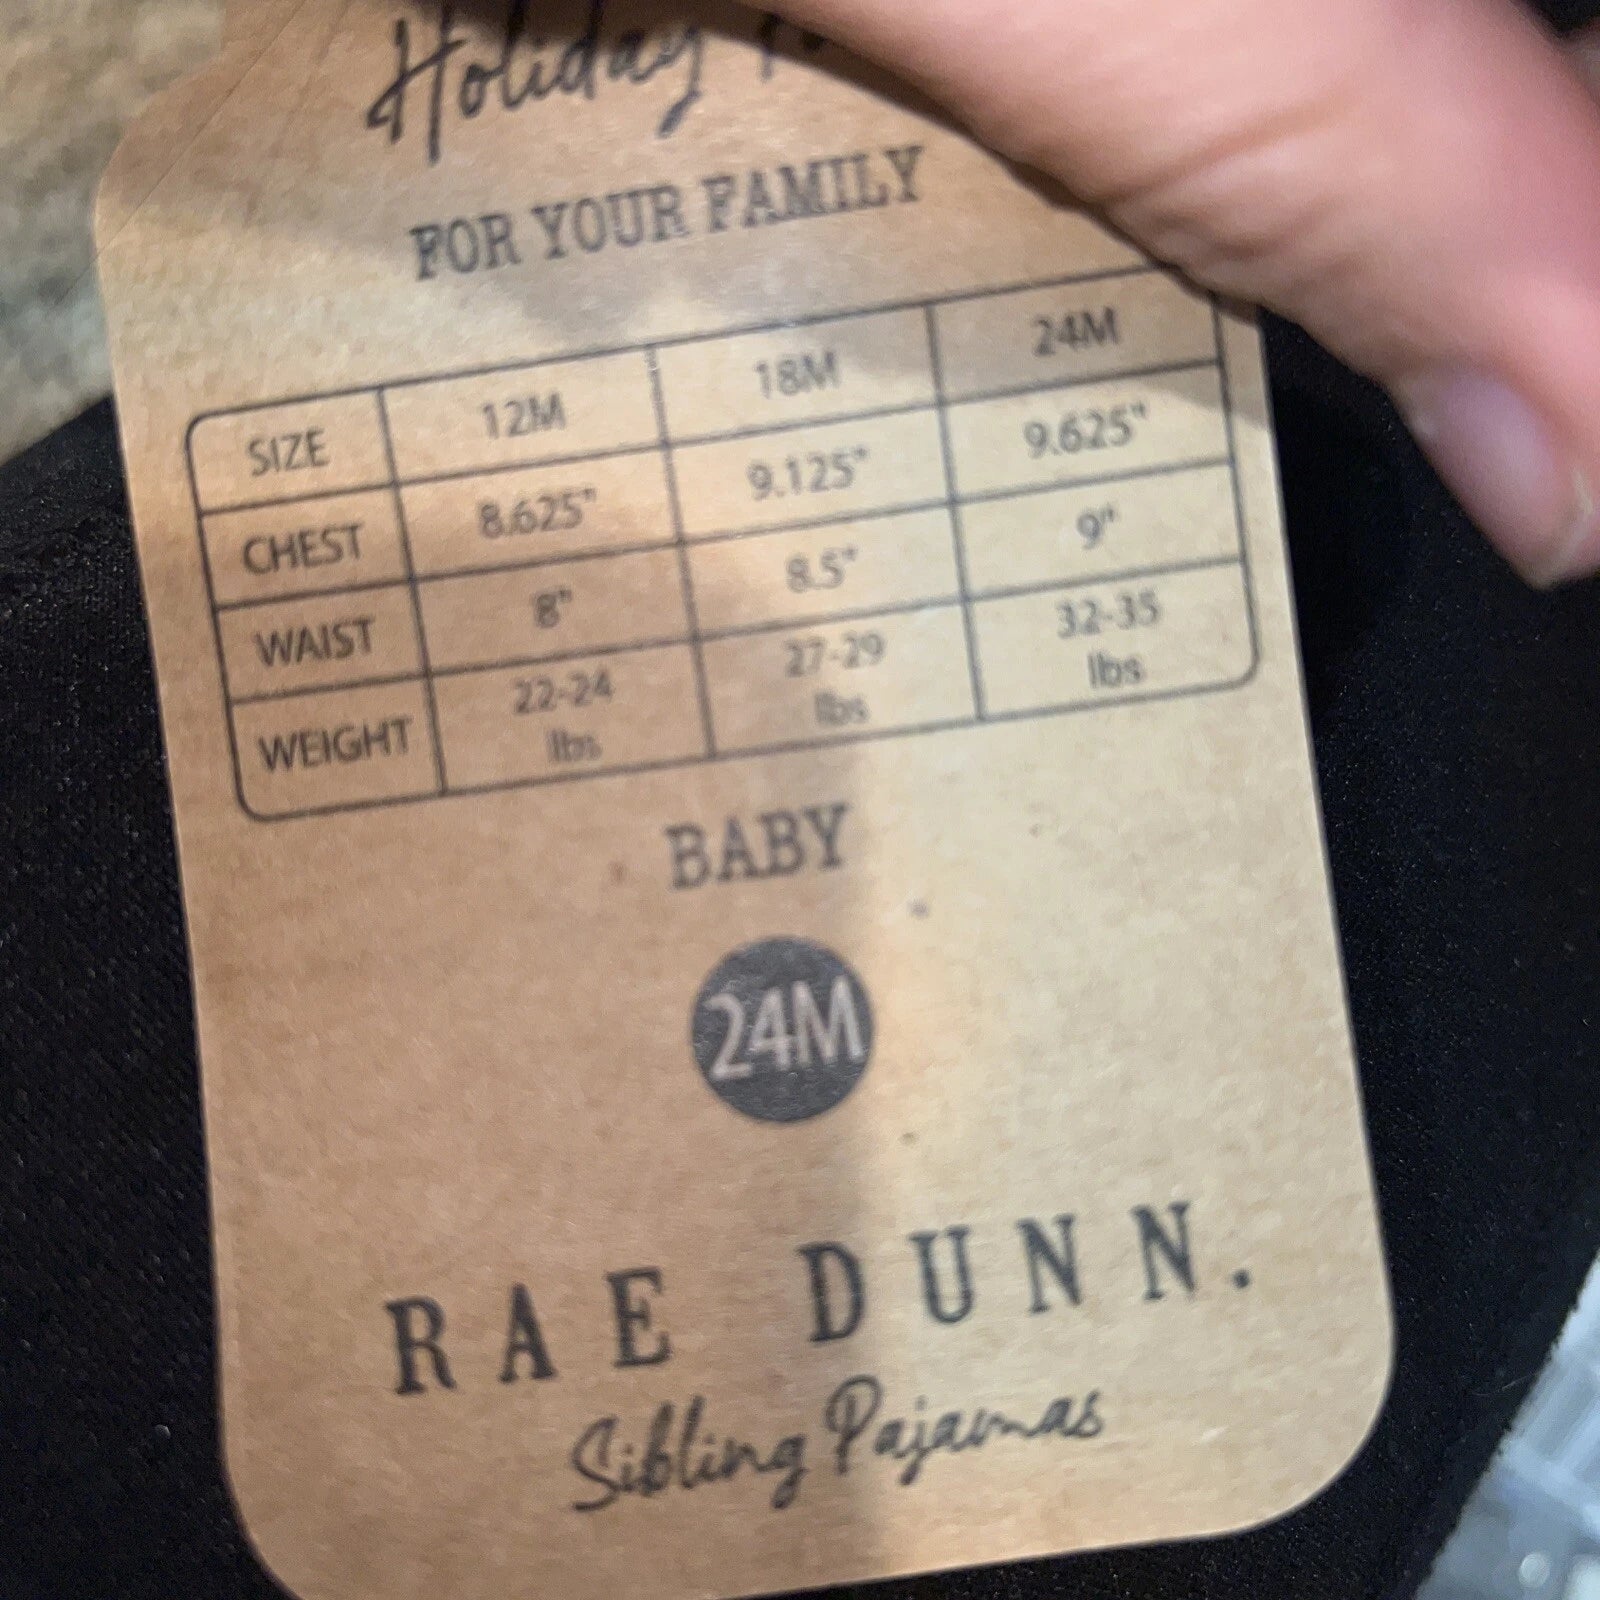 Holiday
FOR YOUR FAMILY
SIZE 12M 18M 24M
CHEST 8.625" 9.125" 9.625"
WAIST 8" 8.5" 9"
WEIGHT 22-24 lbs 27-29 lbs 32-35 lbs
BABY
24M
RAE DUNN.
Sibling Pajamas